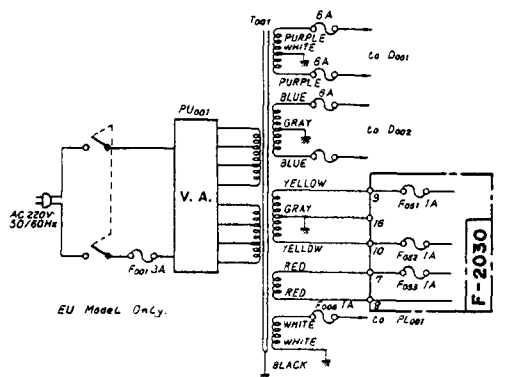 T001
6A
PURPLE
WHITE
to D001
6A
PURPLE
6A
BLUE
GRAY
to D002
BLUE
PU001
V. A.
AC 220V
50/60Hz
F001 3A
EU Model Only.
YELLOW
9
F051 1A
GRAY
16
YELLOW
10
F052 1A
RED
7
F053 1A
RED
8
F-2030
F006 1A
to PL001
WHITE
WHITE
BLACK